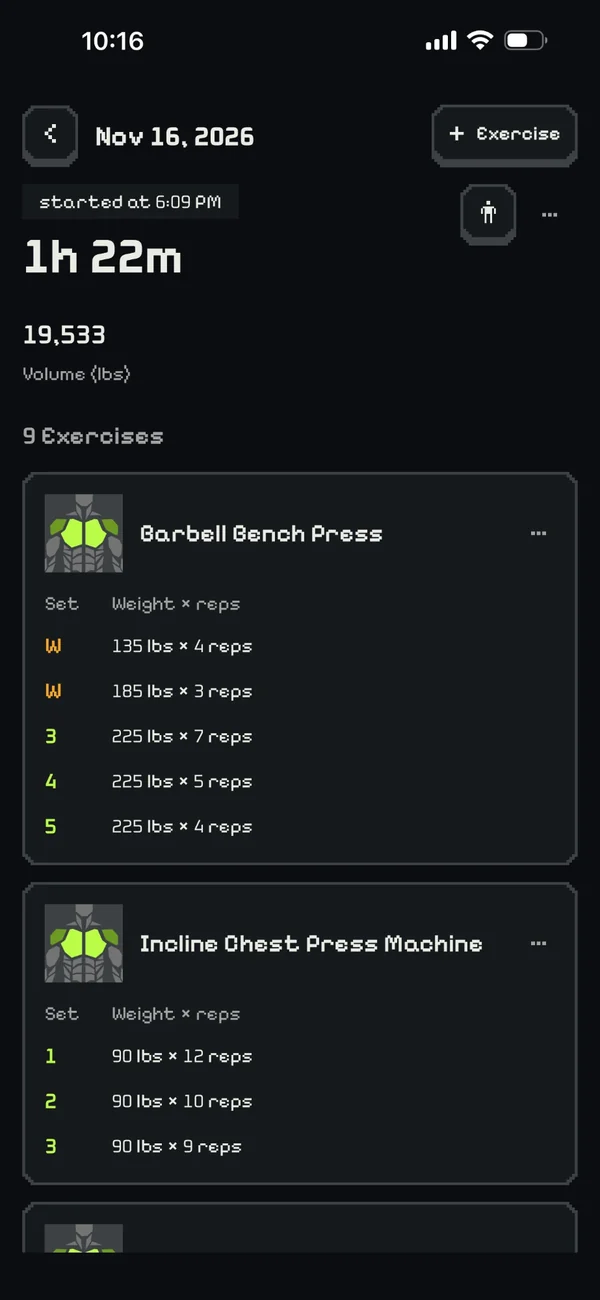 10:16
Nov 16, 2026
+ Exercise
started at 6:09 PM
1h 22m
19,533
Volume (lbs)
9 Exercises
Barbell Bench Press
Set Weight × reps
W 135 lbs × 4 reps
W 185 lbs × 3 reps
3 225 lbs × 7 reps
4 225 lbs × 5 reps
5 225 lbs × 4 reps
Incline Chest Press Machine
Set Weight × reps
1 90 lbs × 12 reps
2 90 lbs × 10 reps
3 90 lbs × 9 reps